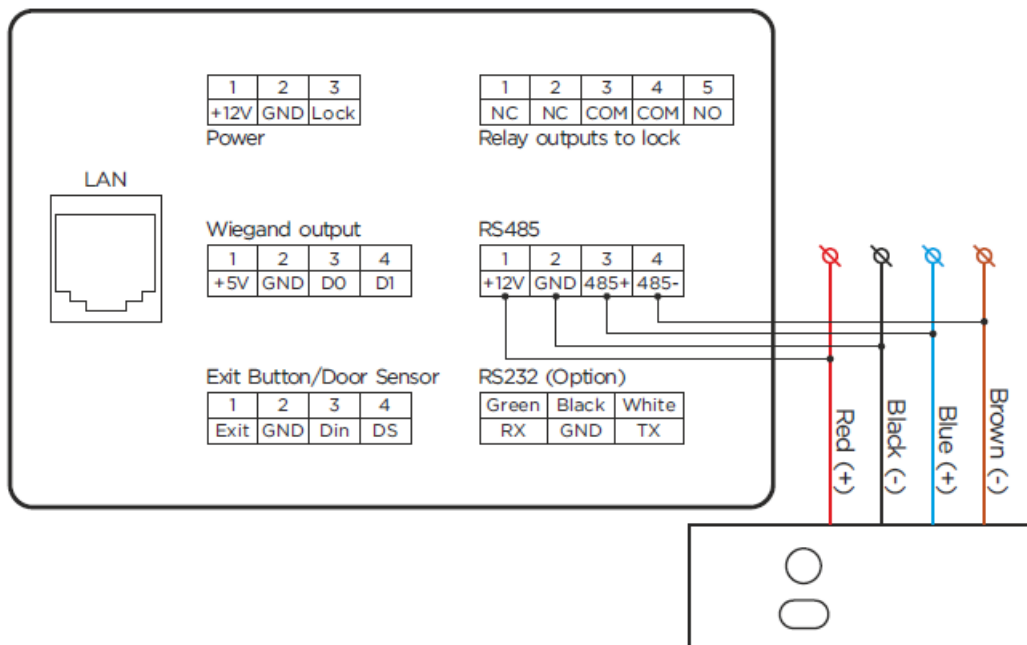 1 2 3
+12V GND Lock
Power
1 2 3 4 5
NC NC COM COM NO
Relay outputs to lock
LAN
Wiegand output
1 2 3 4
+5V GND D0 D1
RS485
1 2 3 4
+12V GND 485+ 485-
Exit Button/Door Sensor
1 2 3 4
Exit GND Din DS
RS232 (Option)
Green Black White
RX GND TX
Red (+)
Black (-)
Blue (+)
Brown (-)